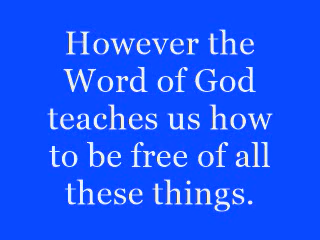 However the
Word of God
teaches us how
to be free of all
these things.